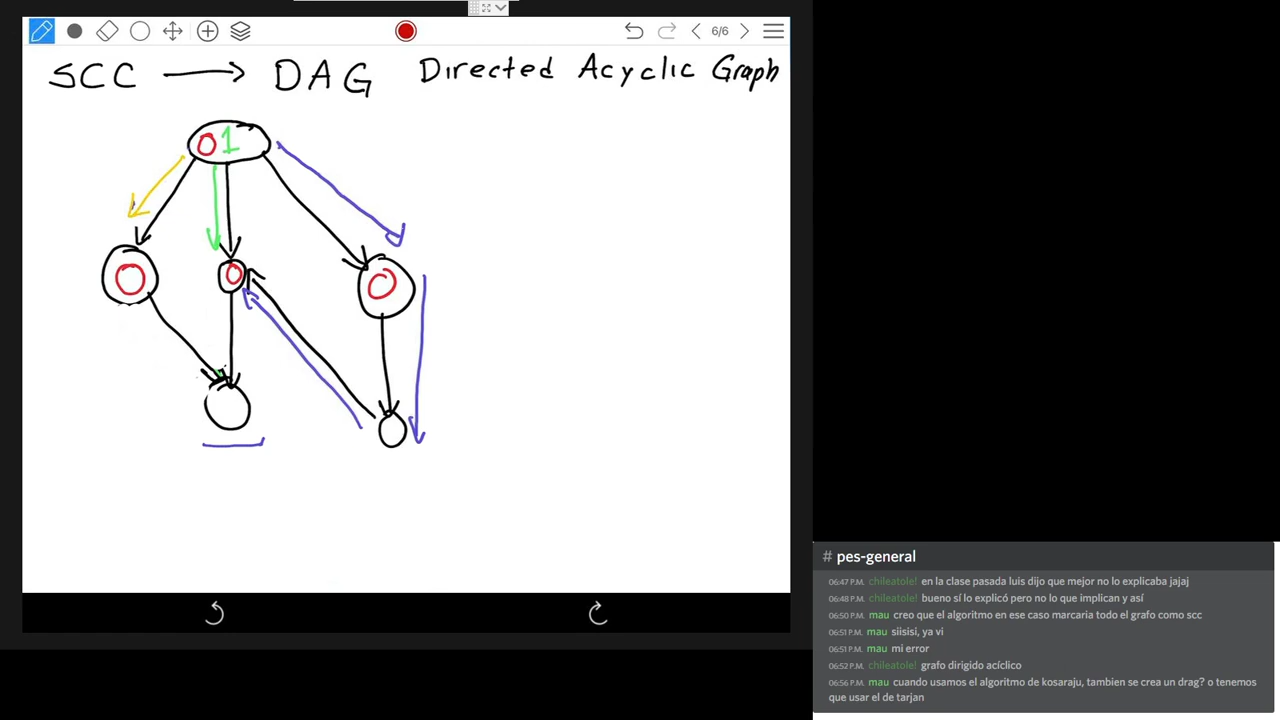 6/6
SCC → DAG Directed Acyclic Graph
0 1
0 0 0
# pes-general
06:47 P.M. chileatole! en la clase pasada luis dijo que mejor no lo explicaba jajaj
06:48 P.M. chileatole! bueno sí lo explicó pero no lo que implican y así
06:50 P.M. mau creo que el algoritmo en ese caso marcaria todo el grafo como scc
06:51 P.M. mau siisisi, ya vi
06:51 P.M. mau mi error
06:52 P.M. chileatole! grafo dirigido acíclico
06:56 P.M. mau cuando usamos el algoritmo de kosaraju, tambien se crea un drag? o tenemos
que usar el de tarjan